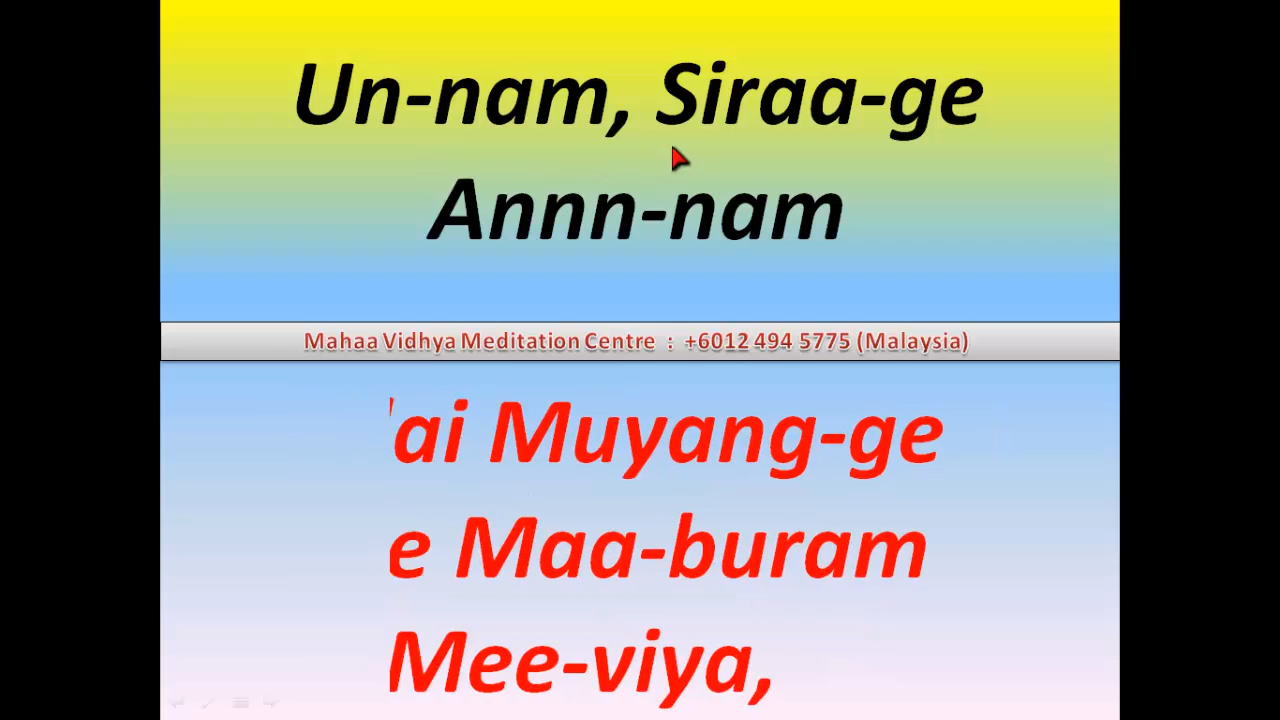 Un-nam, Siraa-ge
Annn-nam
Mahaa Vidhya Meditation Centre : +6012 494 5775 (Malaysia)
Muyang-ge
Maa-buram
Mee-viya,